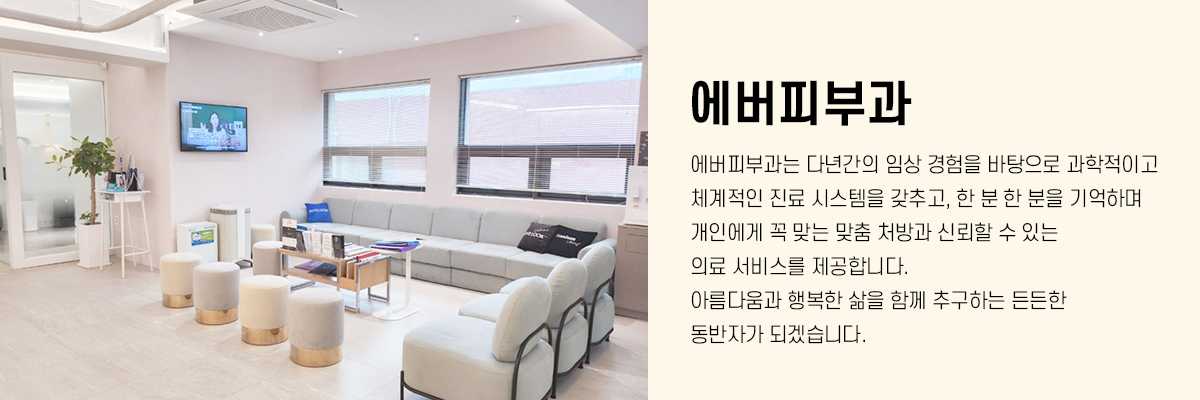 에버피부과
에버피부과는 다년간의 임상 경험을 바탕으로 과학적이고
체계적인 진료 시스템을 갖추고, 한 분 한 분을 기억하며
개인에게 꼭 맞는 맞춤 처방과 신뢰할 수 있는
의료 서비스를 제공합니다.
아름다움과 행복한 삶을 함께 추구하는 든든한
동반자가 되겠습니다.